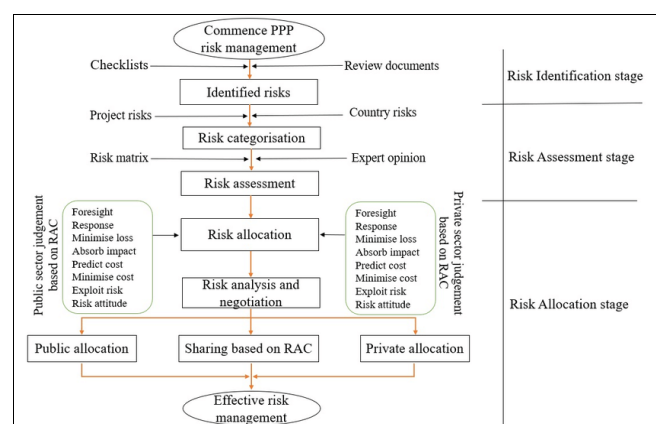 Commence PPP
risk management
Checklists
Review documents
Risk Identification stage
Identified risks
Project risks
Country risks
Risk categorisation
Risk matrix
Expert opinion
Risk Assessment stage
Risk assessment
Public sector judgement
based on RAC
Foresight
Response
Minimise loss
Absorb impact
Predict cost
Minimise cost
Exploit risk
Risk attitude
Risk allocation
Foresight
Response
Minimise loss
Absorb impact
Predict cost
Minimise cost
Exploit risk
Risk attitude
Private sector judgement
based on RAC
Risk analysis and
negotiation
Risk Allocation stage
Public allocation
Sharing based on RAC
Private allocation
Effective risk
management